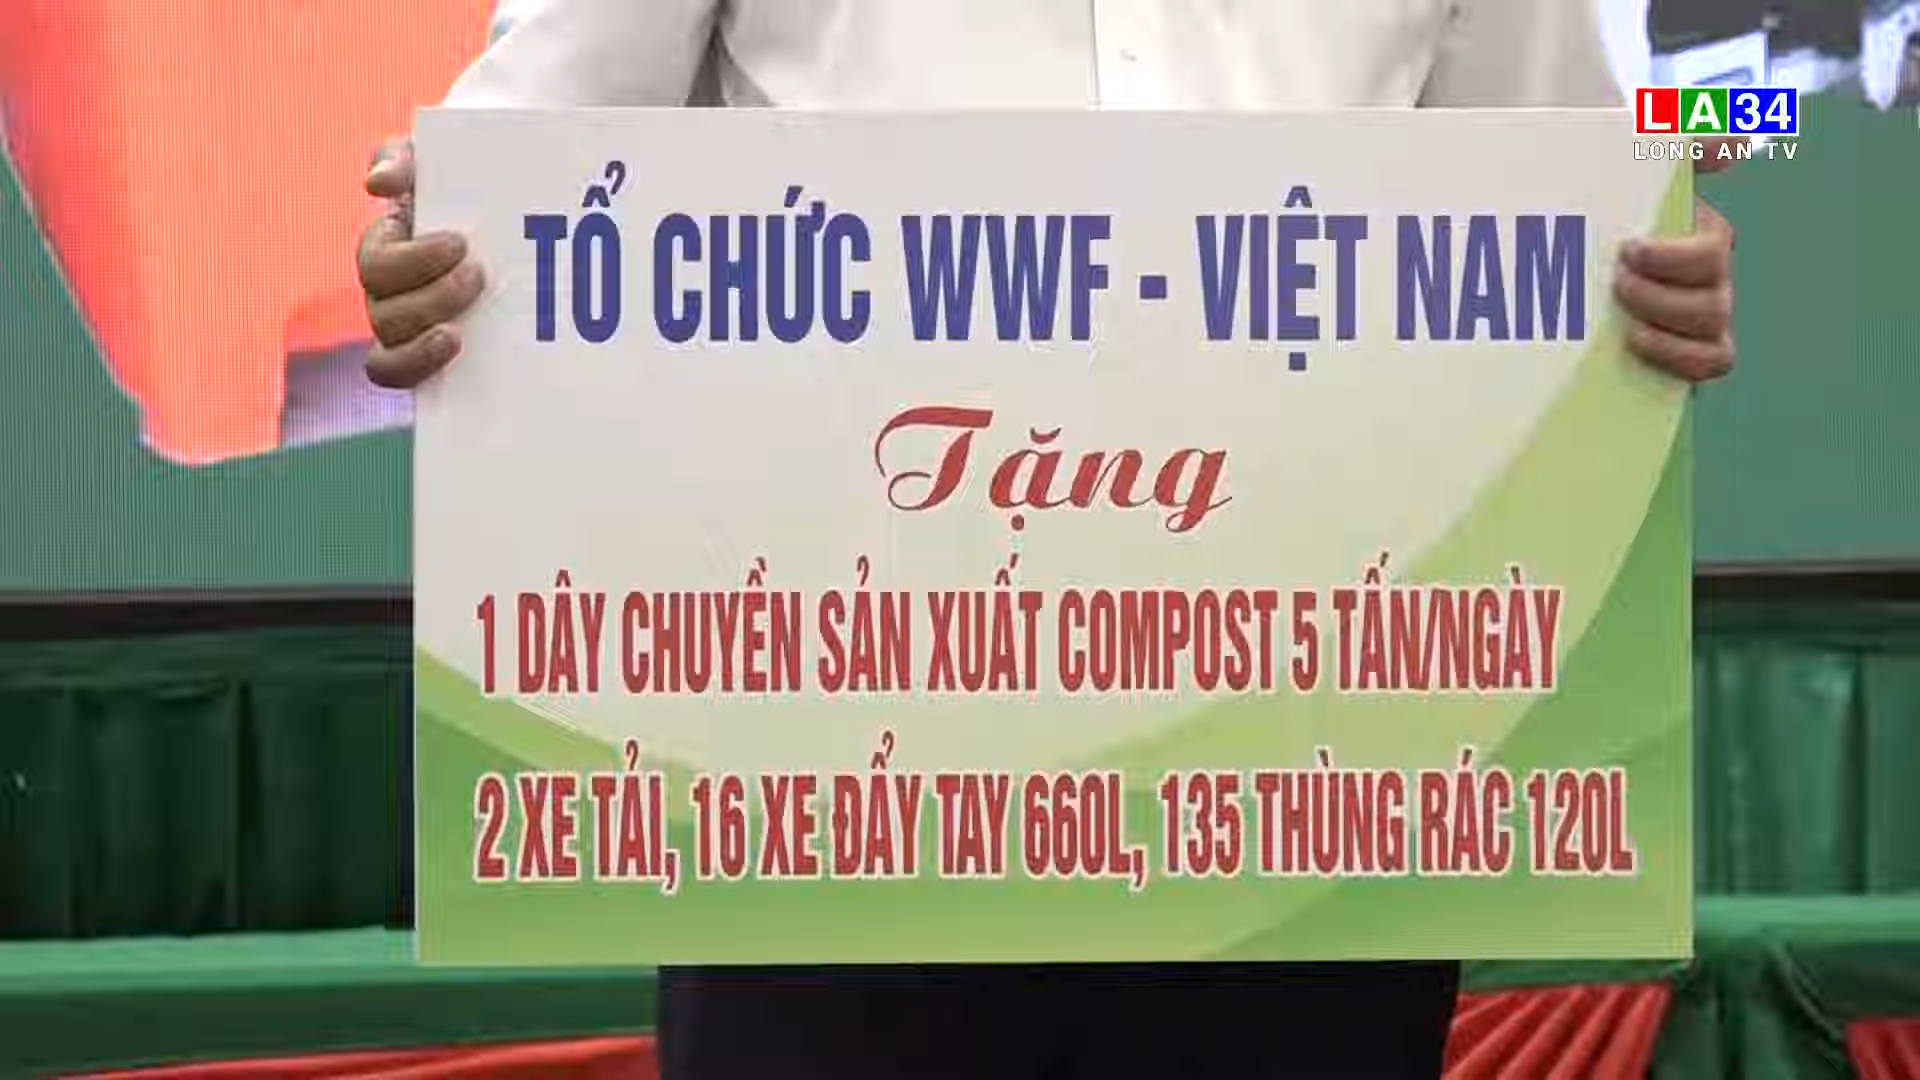 LA34
LONG AN TV
TỔ CHỨC WWF - VIỆT NAM
Tặng
1 DÂY CHUYỀN SẢN XUẤT COMPOST 5 TẤN/NGÀY
2 XE TẢI, 16 XE ĐẨY TAY 660L, 135 THÙNG RÁC 120L